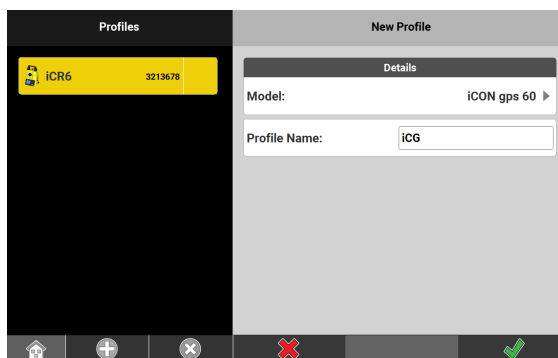 Profiles
New Profile
iCR6 3213678
Details
Model: iCON gps 60
Profile Name: iCG